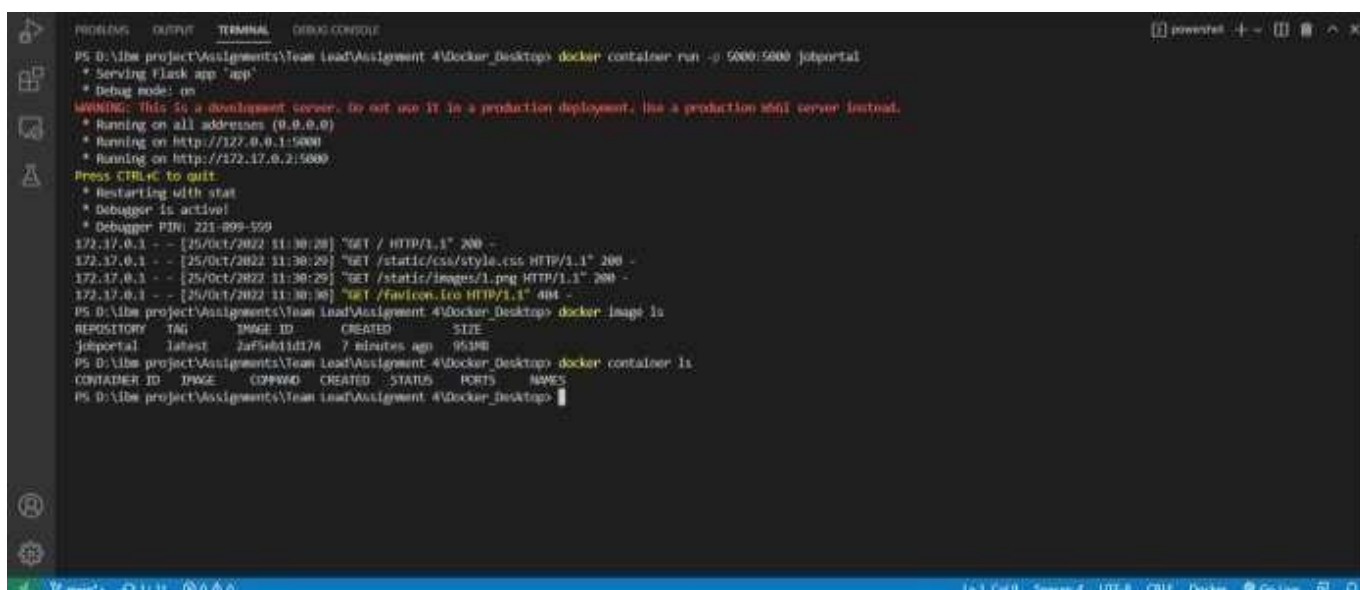 PROBLEMS OUTPUT TERMINAL DEBUG CONSOLE powershell
PS D:\ibm project\Assignments\Team Lead\Assignment 4\Docker_Desktop> docker container run -p 5000:5000 jobportal
* Serving Flask app 'app'
* Debug mode: on
WARNING: This is a development server. Do not use it in a production deployment. Use a production WSGI server instead.
* Running on all addresses (0.0.0.0)
* Running on http://127.0.0.1:5000
* Running on http://172.17.0.2:5000
Press CTRL+C to quit
* Restarting with stat
* Debugger is active!
* Debugger PIN: 221-899-559
172.17.0.1 - - [25/Oct/2022 11:30:28] "GET / HTTP/1.1" 200 -
172.17.0.1 - - [25/Oct/2022 11:30:29] "GET /static/css/style.css HTTP/1.1" 200 -
172.17.0.1 - - [25/Oct/2022 11:30:29] "GET /static/images/1.png HTTP/1.1" 200 -
172.17.0.1 - - [25/Oct/2022 11:30:30] "GET /favicon.ico HTTP/1.1" 404 -
PS D:\ibm project\Assignments\Team Lead\Assignment 4\Docker_Desktop> docker image ls
REPOSITORY TAG IMAGE ID CREATED SIZE
jobportal latest 2af5eb11d174 7 minutes ago 951MB
PS D:\ibm project\Assignments\Team Lead\Assignment 4\Docker_Desktop> docker container ls
CONTAINER ID IMAGE COMMAND CREATED STATUS PORTS NAMES
PS D:\ibm project\Assignments\Team Lead\Assignment 4\Docker_Desktop>
UTF-8 CRLF Docker Go Live